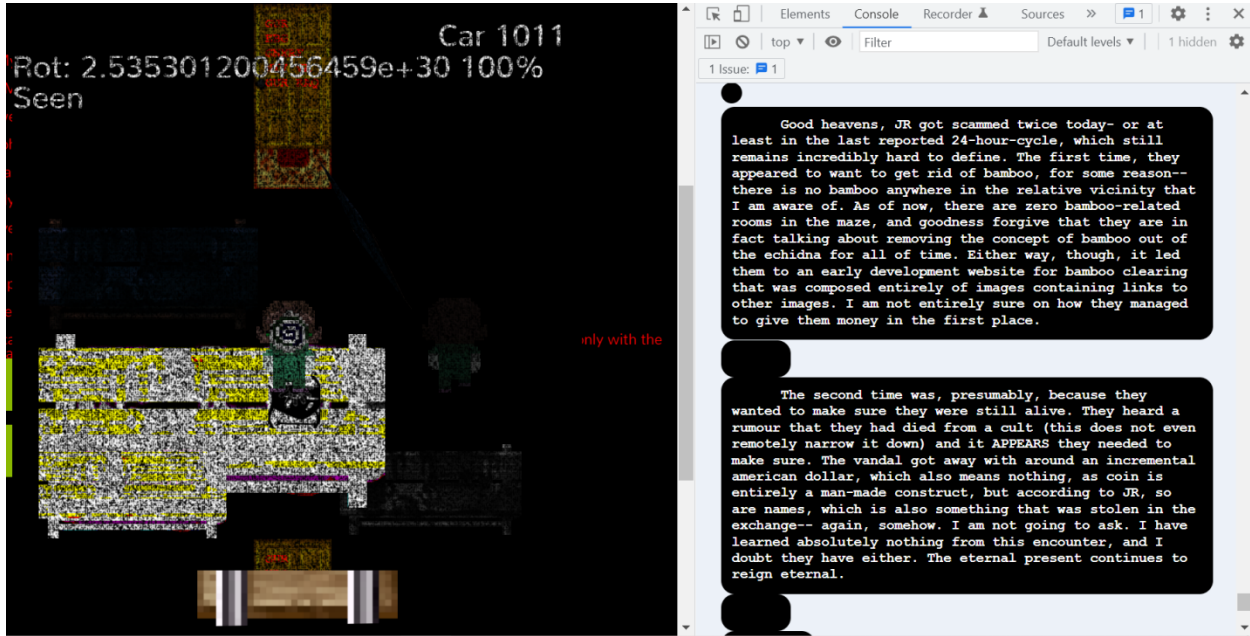 Car 1011
Rot: 2.535301200456459e+30 100%
Seen
only with the
Elements
Console
Recorder
Sources
1
top
Filter
Default levels
1 hidden
1 Issue:
1
Good heavens, JR got scammed twice today- or at
least in the last reported 24-hour-cycle, which still
remains incredibly hard to define. The first time, they
appeared to want to get rid of bamboo, for some reason--
there is no bamboo anywhere in the relative vicinity that
I am aware of. As of now, there are zero bamboo-related
rooms in the maze, and goodness forgive that they are in
fact talking about removing the concept of bamboo out of
the echidna for all of time. Either way, though, it led
them to an early development website for bamboo clearing
that was composed entirely of images containing links to
other images. I am not entirely sure on how they managed
to give them money in the first place.
The second time was, presumably, because they
wanted to make sure they were still alive. They heard a
rumour that they had died from a cult (this does not even
remotely narrow it down) and it APPEARS they needed to
make sure. The vandal got away with around an incremental
american dollar, which also means nothing, as coin is
entirely a man-made construct, but according to JR, so
are names, which is also something that was stolen in the
exchange-- again, somehow. I am not going to ask. I have
learned absolutely nothing from this encounter, and I
doubt they have either. The eternal present continues to
reign eternal.